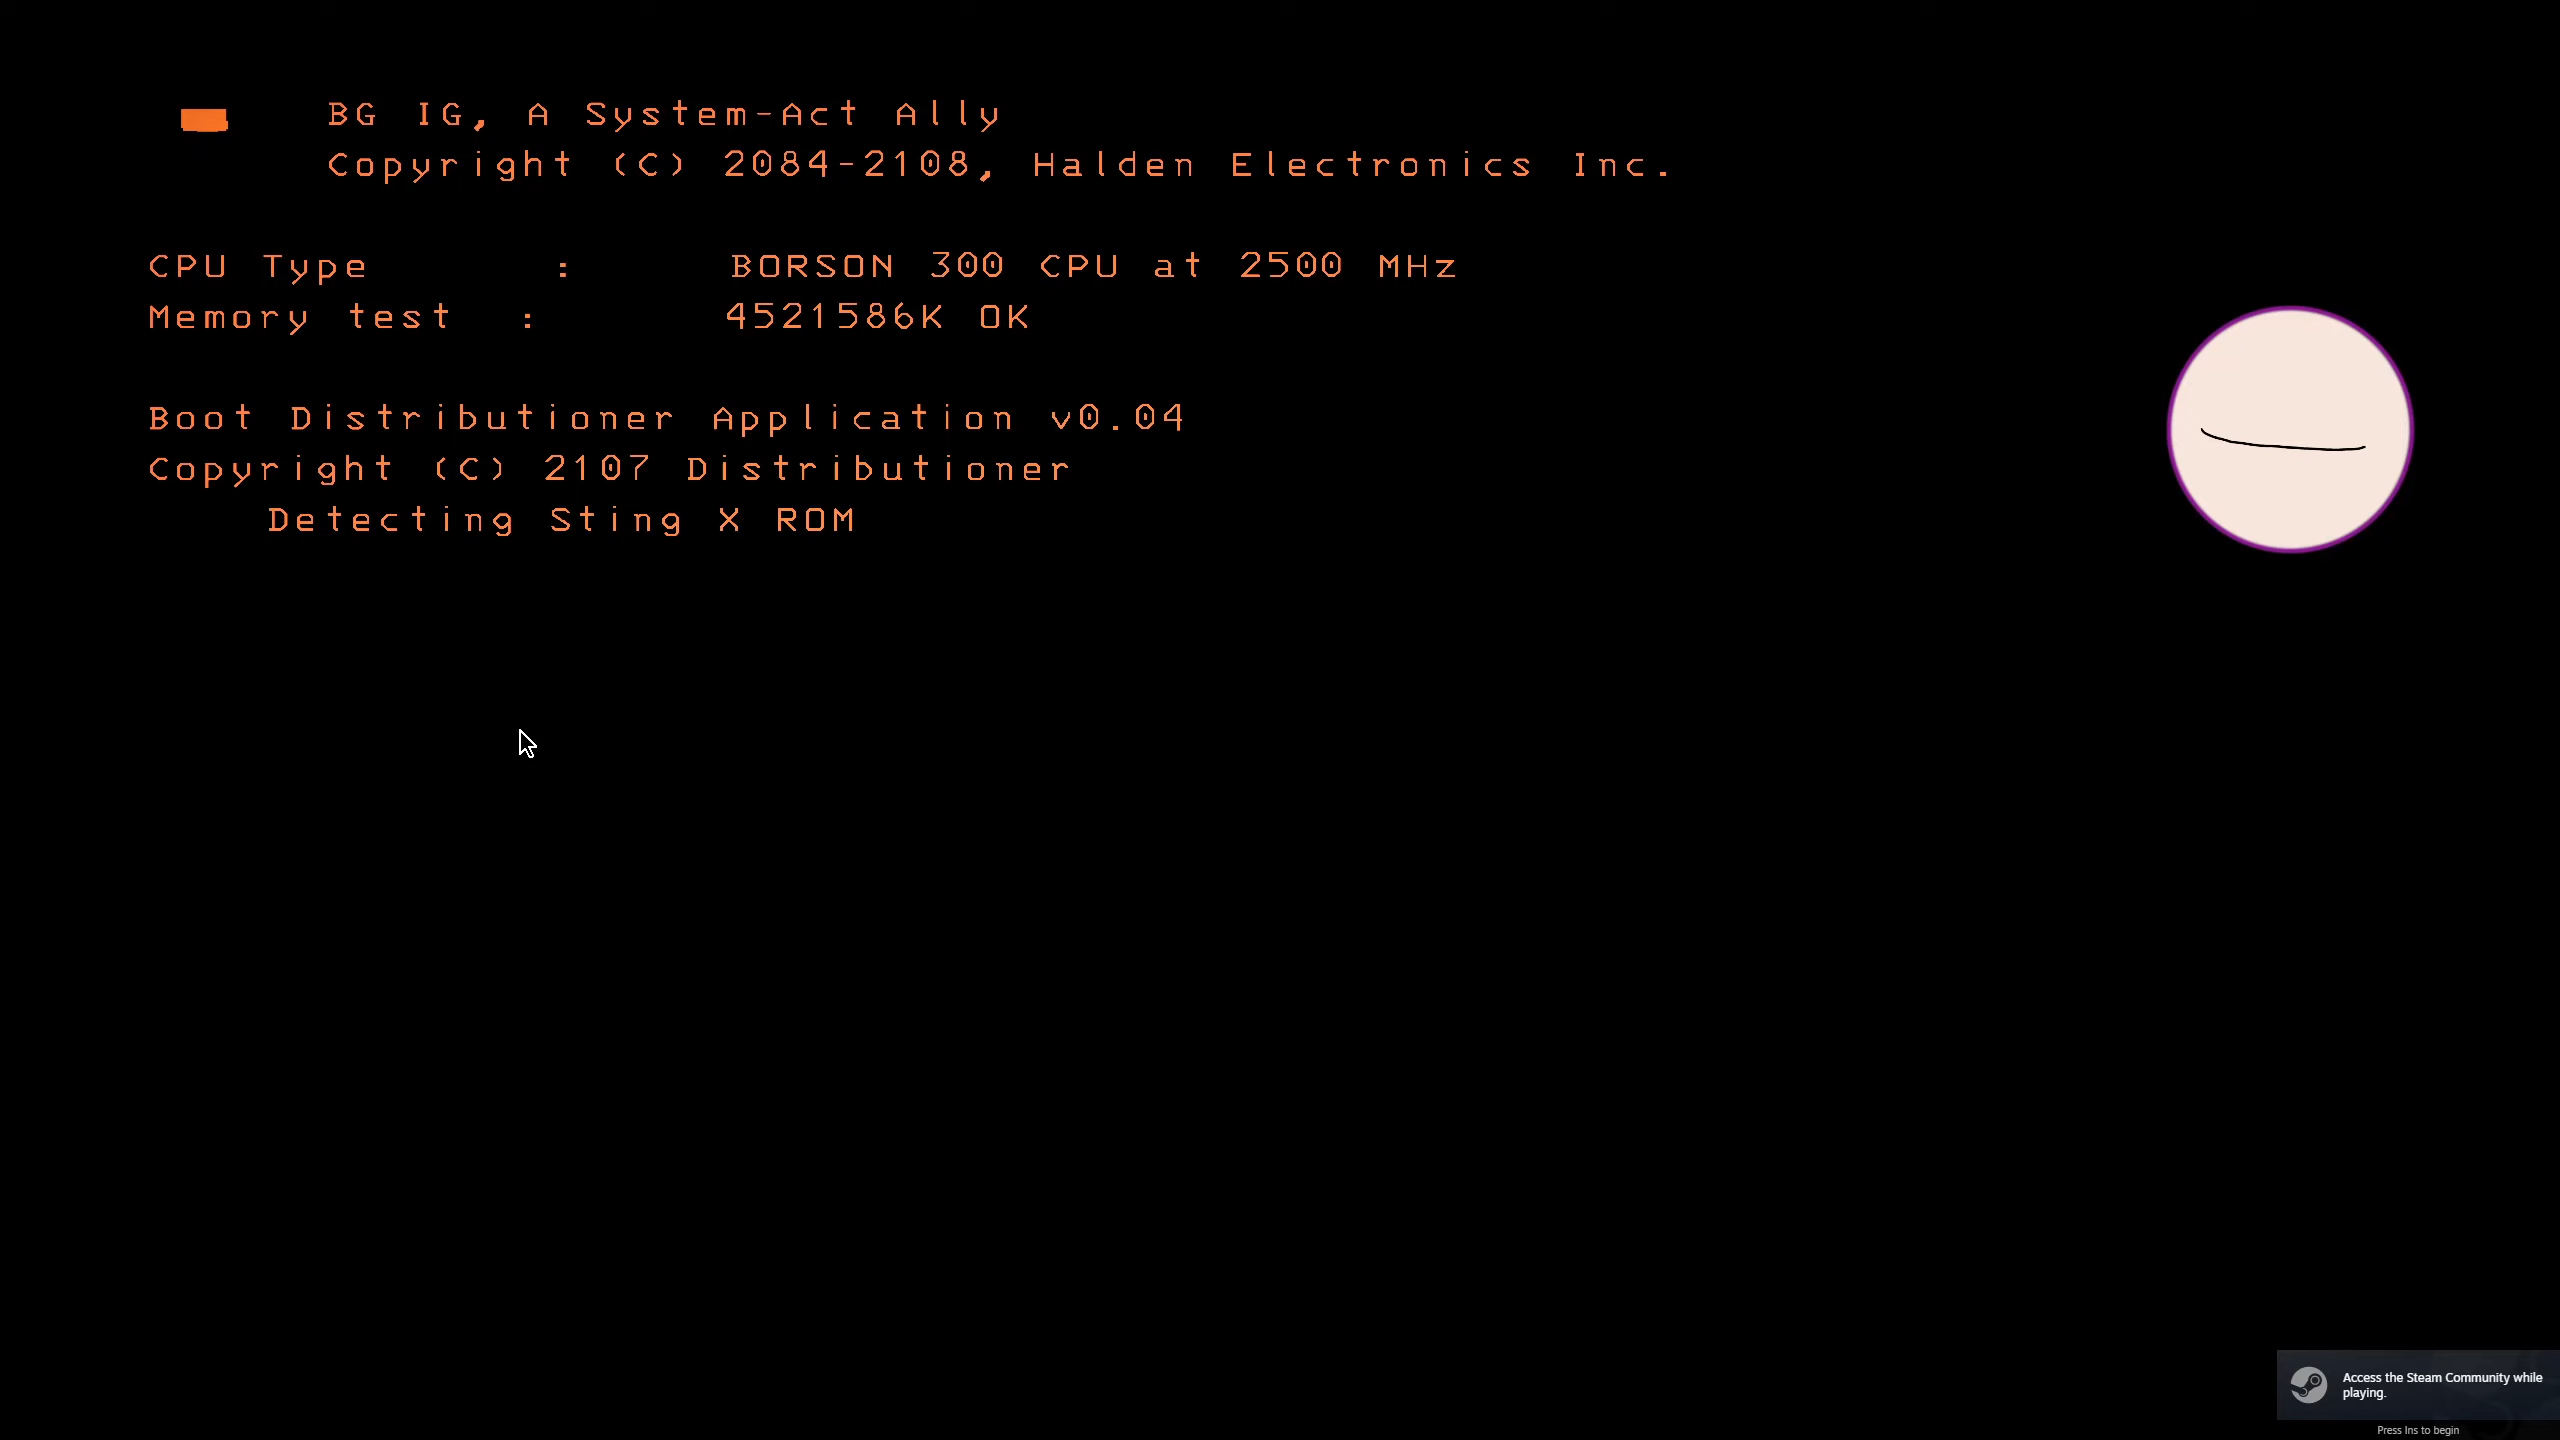 BG IG, A System-Act Ally
Copyright (C) 2084-2108, Halden Electronics Inc.
CPU Type : BORSON 300 CPU at 2500 MHz
Memory test : 4521586K OK
Boot Distributioner Application v0.04
Copyright (C) 2107 Distributioner
Detecting Sting X ROM
Access the Steam Community while
playing.
Press Ins to begin